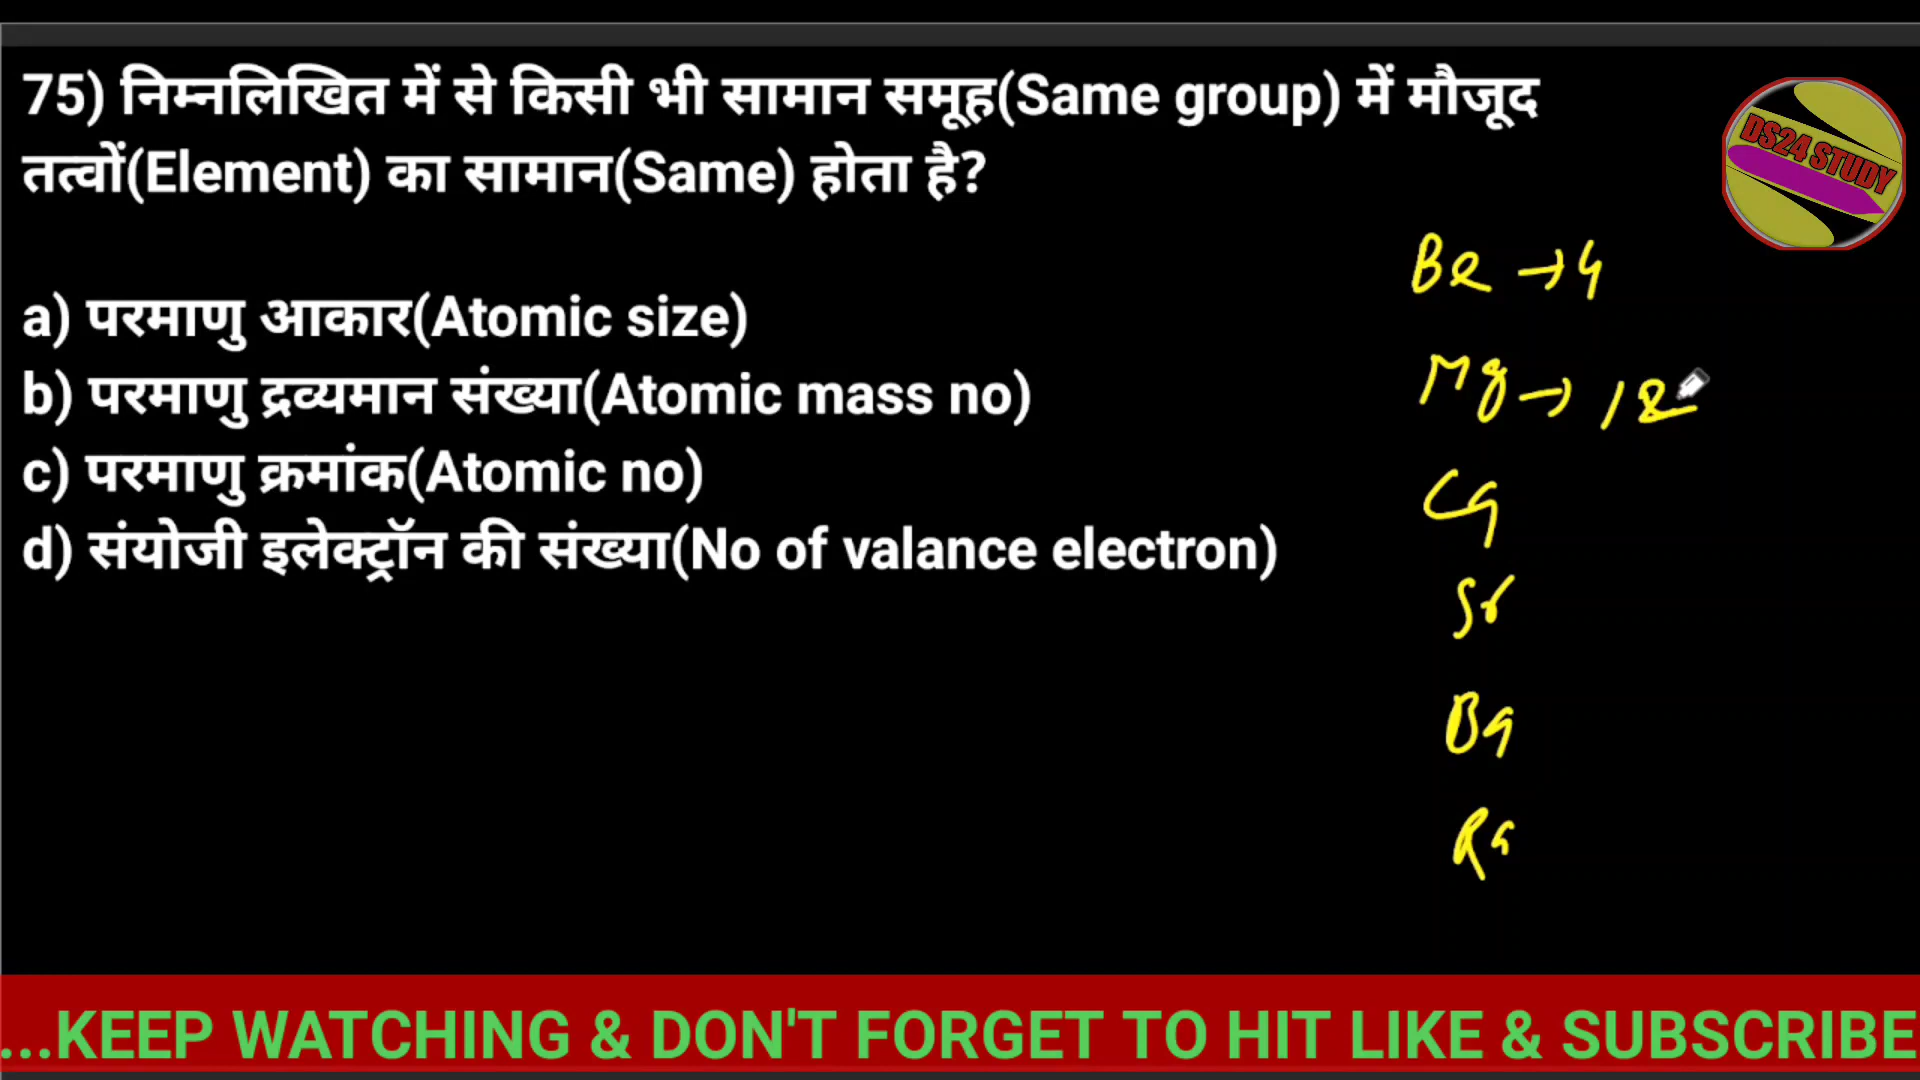 75) निम्नलिखित में से किसी भी सामान समूह(Same group) में मौजूद
तत्वों(Element) का सामान(Same) होता है?
DS24 STUDY
a) परमाणु आकार(Atomic size)
b) परमाणु द्रव्यमान संख्या(Atomic mass no)
c) परमाणु क्रमांक(Atomic no)
d) संयोजी इलेक्ट्रॉन की संख्या(No of valance electron)
Be → 4
Mg → 12
Ca
Sr
Ba
Ra
...KEEP WATCHING & DON'T FORGET TO HIT LIKE & SUBSCRIBE